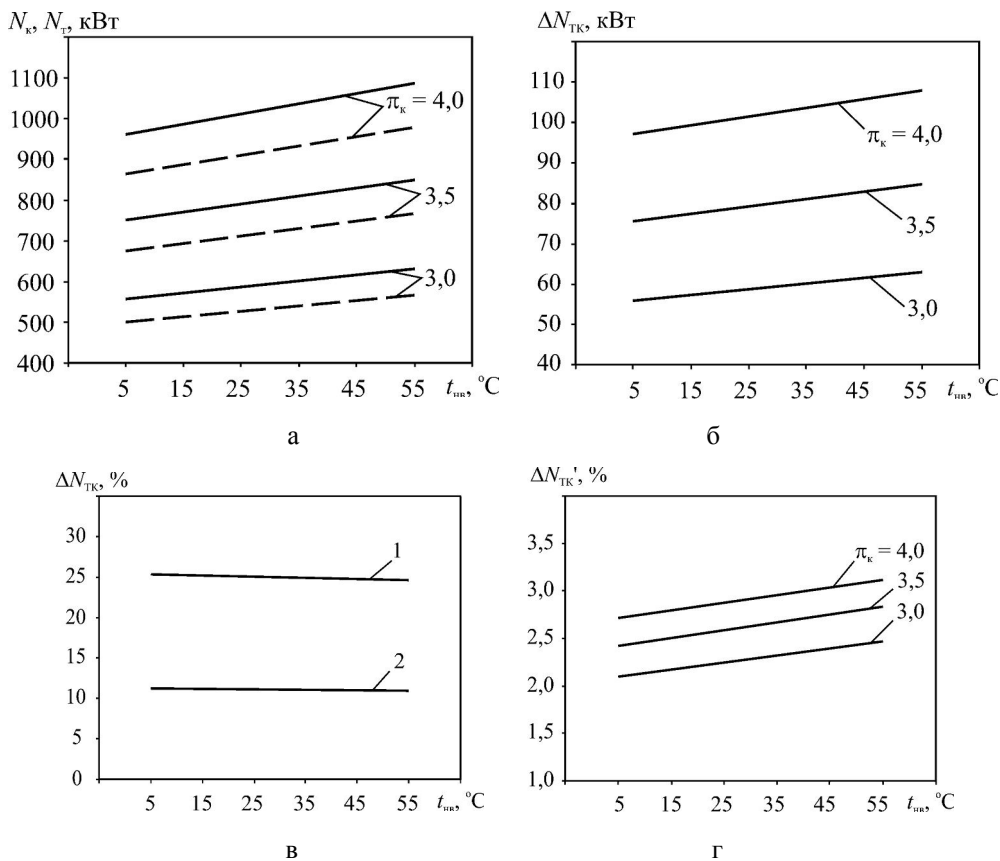 Nк, Nт, кВт
1100
1000
900
800
700
600
500
400
πк = 4,0
3,5
3,0
5 15 25 35 45 55 tнв, °C
а
ΔNТК, кВт
110
100
90
80
70
60
50
40
πк = 4,0
3,5
3,0
5 15 25 35 45 55 tнв, °C
б
ΔNТК, %
30
25
20
15
10
5
0
1
2
5 15 25 35 45 55 tнв, °C
в
ΔNТК', %
3,5
3,0
2,5
2,0
1,5
1,0
πк = 4,0
3,5
3,0
5 15 25 35 45 55 tнв, °C
г